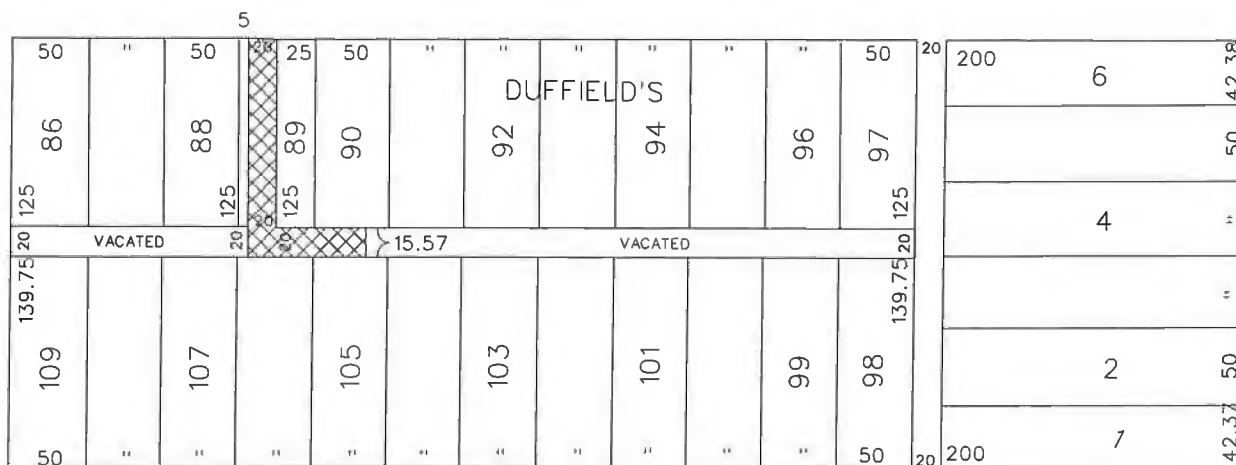 5
50 " 50 20 25 50 " " " " " 50 20 200 6 42.38
DUFFIELD'S
86 88 89 90 92 94 96 97 50
125 125 125 125 4 "
20 VACATED 20 20 20 15.57 VACATED 20
139.75 139.75 "
109 107 105 103 101 99 98 2 50
50 " " " " " " " " " " 50 20 200 1 42.37